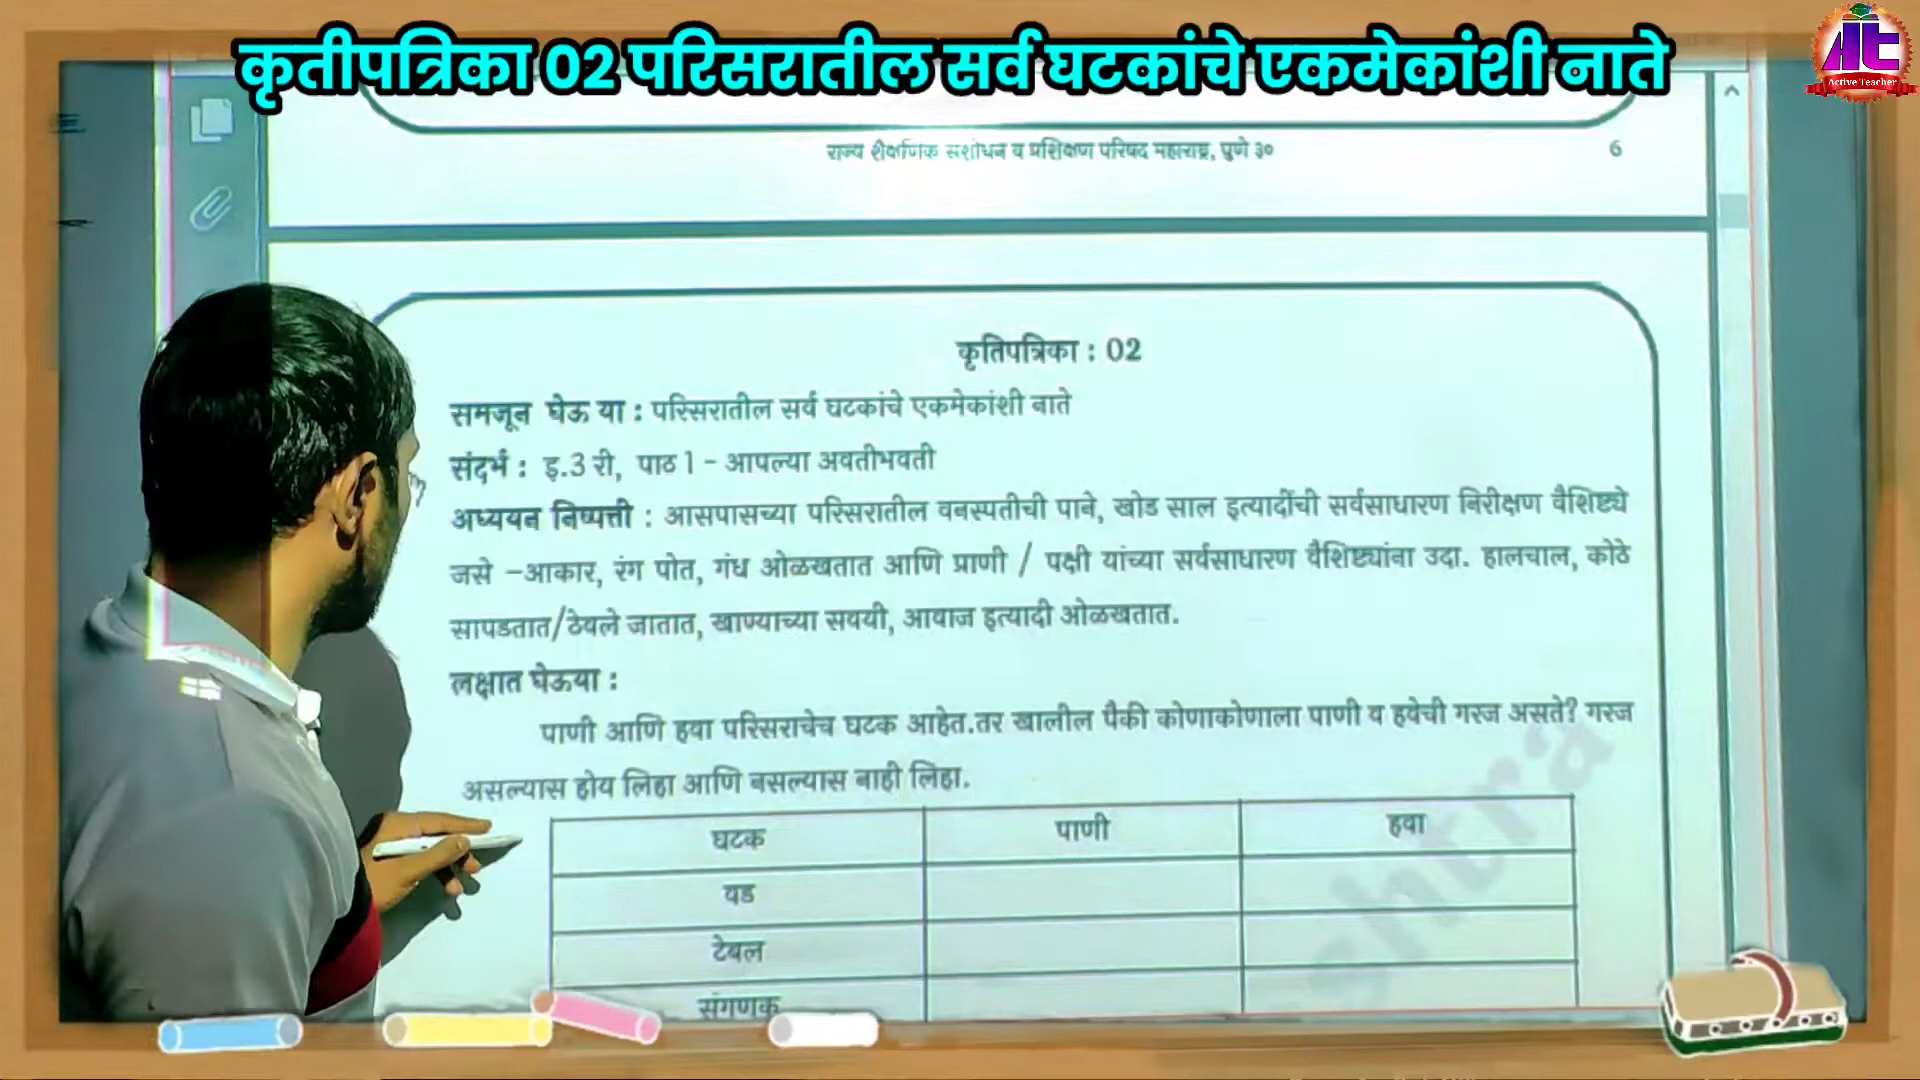 कृतीपत्रिका 02 परिसरातील सर्व घटकांचे एकमेकांशी नाते
Active Teacher
राज्य शैक्षणिक संशोधन व प्रशिक्षण परिषद महाराष्ट्र, पुणे ३०
6
कृतिपत्रिका : 02
समजून घेऊ या : परिसरातील सर्व घटकांचे एकमेकांशी नाते
संदर्भ : इ.3 री, पाठ 1 - आपल्या अवतीभवती
अध्ययन निष्पत्ती : आसपासच्या परिसरातील वनस्पतीची पाने, खोड साल इत्यादींची सर्वसाधारण निरीक्षण वैशिष्ट्ये
जसे –आकार, रंग पोत, गंध ओळखतात आणि प्राणी / पक्षी यांच्या सर्वसाधारण वैशिष्ट्यांना उदा. हालचाल, कोठे
सापडतात/ठेवले जातात, खाण्याच्या सवयी, आवाज इत्यादी ओळखतात.
लक्षात घेऊया :
पाणी आणि हवा परिसराचेच घटक आहेत.तर खालील पैकी कोणाकोणाला पाणी व हवेची गरज असते? गरज
असल्यास होय लिहा आणि नसल्यास नाही लिहा.
घटक पाणी हवा
वड
टेबल
संगणक